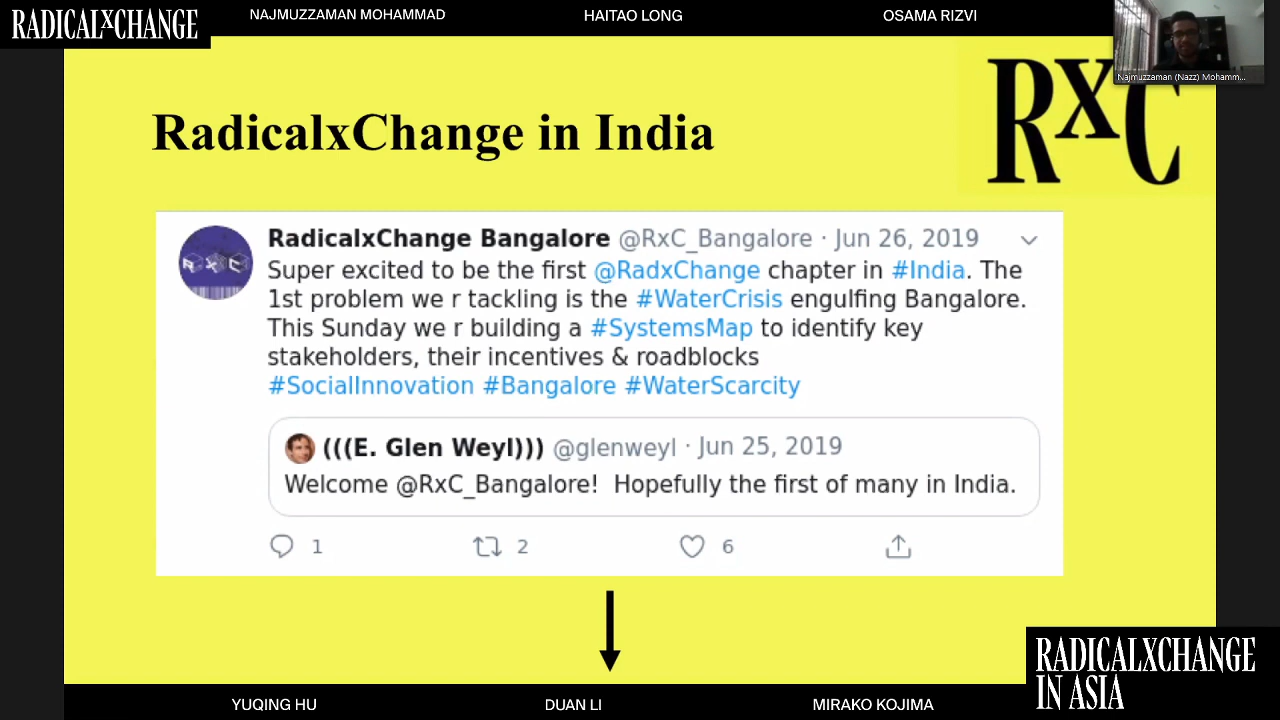 RADICALXCHANGE
NAJMUZZAMAN MOHAMMAD
HAITAO LONG
OSAMA RIZVI
Najmuzzaman (Nazz) Mohamm...
RxC
RadicalxChange in India
RadicalxChange Bangalore @RxC_Bangalore · Jun 26, 2019
RXC
Super excited to be the first @RadxChange chapter in #India. The
1st problem we r tackling is the #WaterCrisis engulfing Bangalore.
This Sunday we r building a #SystemsMap to identify key
stakeholders, their incentives & roadblocks
#SocialInnovation #Bangalore #WaterScarcity
(((E. Glen Weyl))) @glenweyl · Jun 25, 2019
Welcome @RxC_Bangalore! Hopefully the first of many in India.
1 2 6
RADICALXCHANGE
IN ASIA
YUQING HU
DUAN LI
MIRAKO KOJIMA